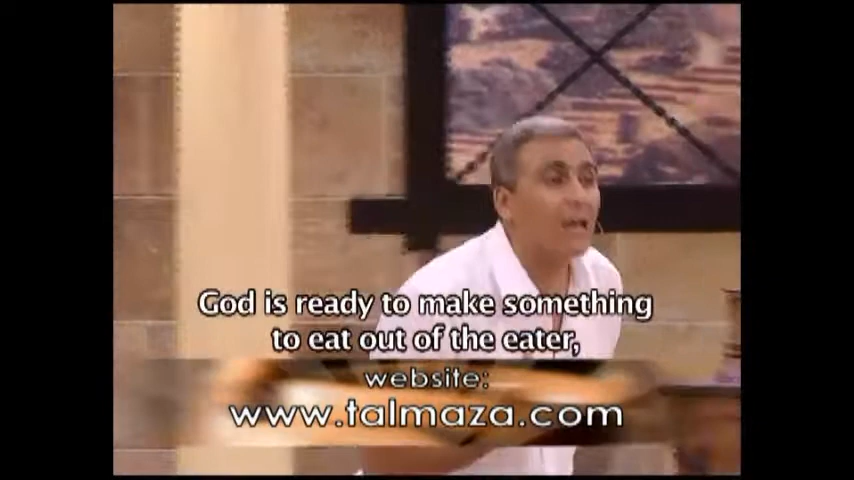 God is ready to make something
to eat out of the eater,
website:
www.talmaza.com